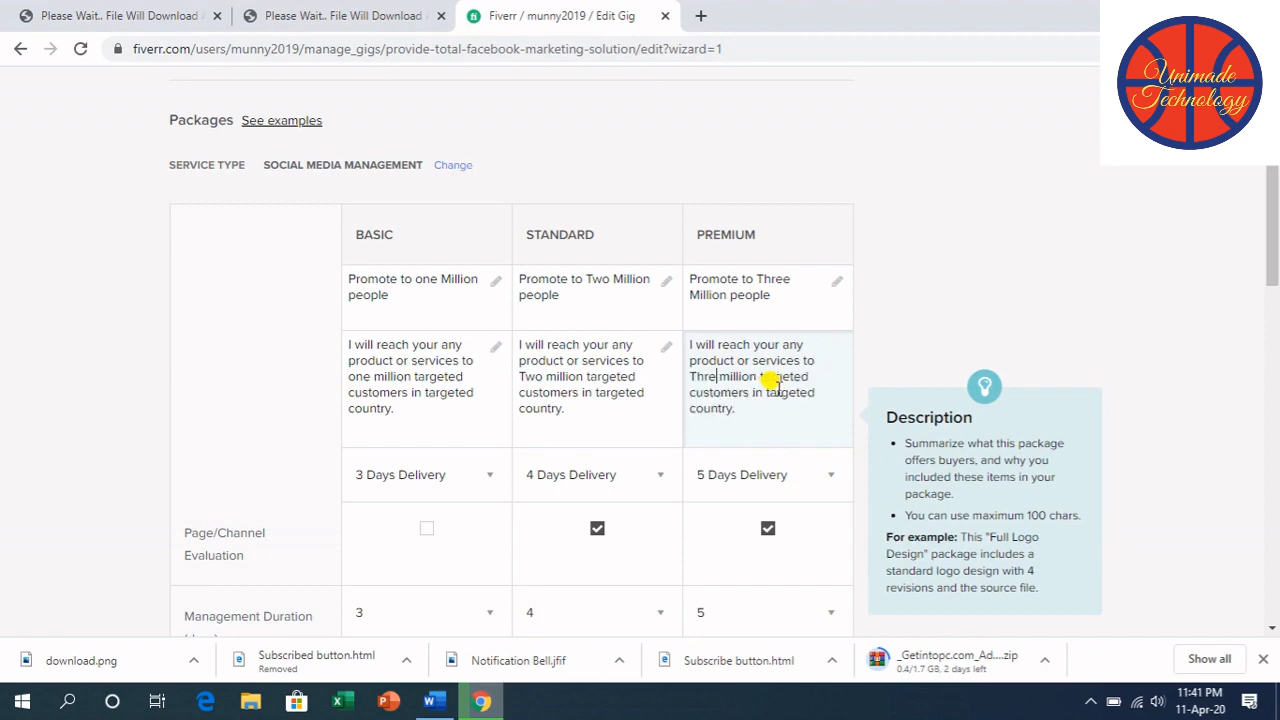 Please Wait.. File Will Download
Please Wait.. File Will Download
Fiverr / munny2019 / Edit Gig
fiverr.com/users/munny2019/manage_gigs/provide-total-facebook-marketing-solution/edit?wizard=1
Unimade
Technology
Packages See examples
SERVICE TYPE SOCIAL MEDIA MANAGEMENT Change
BASIC STANDARD PREMIUM
Promote to one Million
people
Promote to Two Million
people
Promote to Three
Million people
I will reach your any
product or services to
one million targeted
customers in targeted
country.
I will reach your any
product or services to
Two million targeted
customers in targeted
country.
I will reach your any
product or services to
Thre million targeted
customers in targeted
country.
3 Days Delivery 4 Days Delivery 5 Days Delivery
Page/Channel
Evaluation
Management Duration
3 4 5
Description
• Summarize what this package
offers buyers, and why you
included these items in your
package.
• You can use maximum 100 chars.
For example: This "Full Logo
Design" package includes a
standard logo design with 4
revisions and the source file.
download.png
Subscribed button.html
Removed
Notification Bell.jfif
Subscribe button.html
_Getintopc.com_Ad....zip
0.4/1.7 GB, 2 days left
Show all
11:41 PM
11-Apr-20